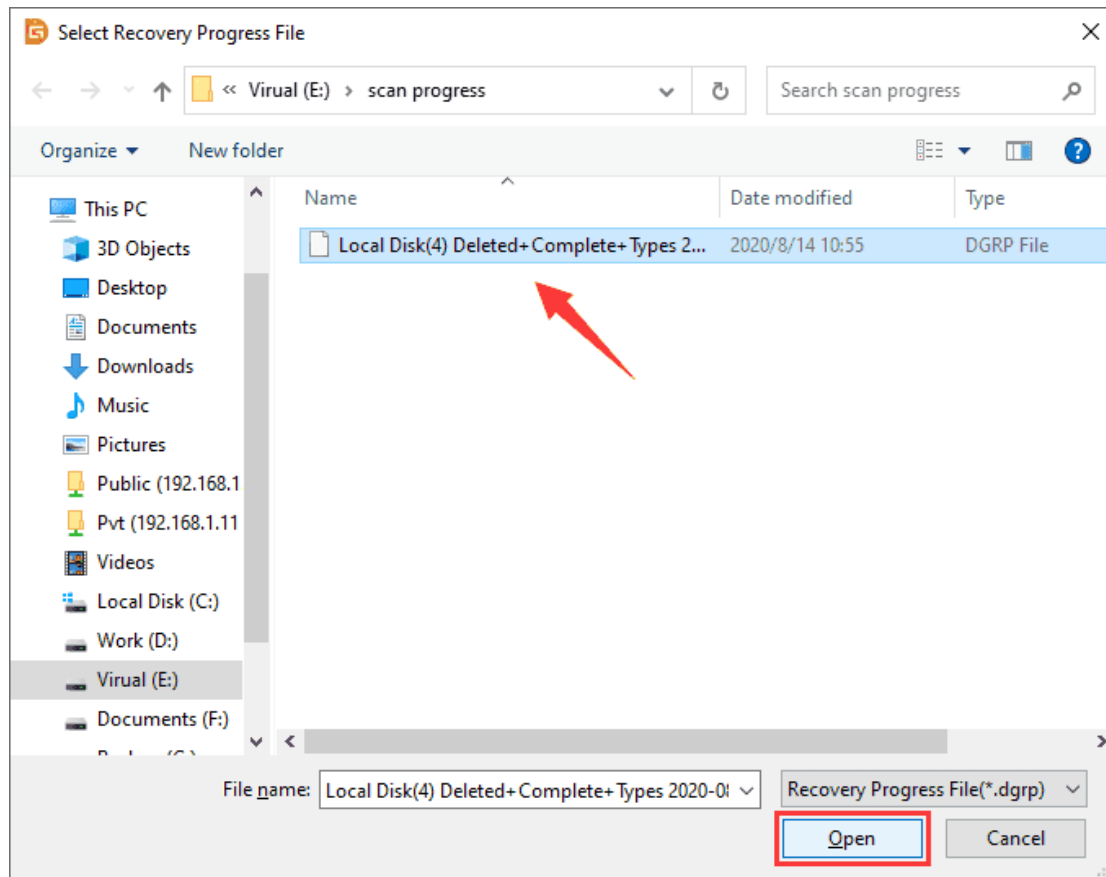 Select Recovery Progress File
« Virual (E:) › scan progress
Search scan progress
Organize
New folder
?
Name
Date modified
Type
This PC
3D Objects
Desktop
Documents
Downloads
Music
Pictures
Public (192.168.1
Pvt (192.168.1.11
Videos
Local Disk (C:)
Work (D:)
Virual (E:)
Documents (F:)
Local Disk(4) Deleted+Complete+Types 2... 2020/8/14 10:55 DGRP File
File name: Local Disk(4) Deleted+Complete+Types 2020-08
Recovery Progress File(*.dgrp)
Open
Cancel